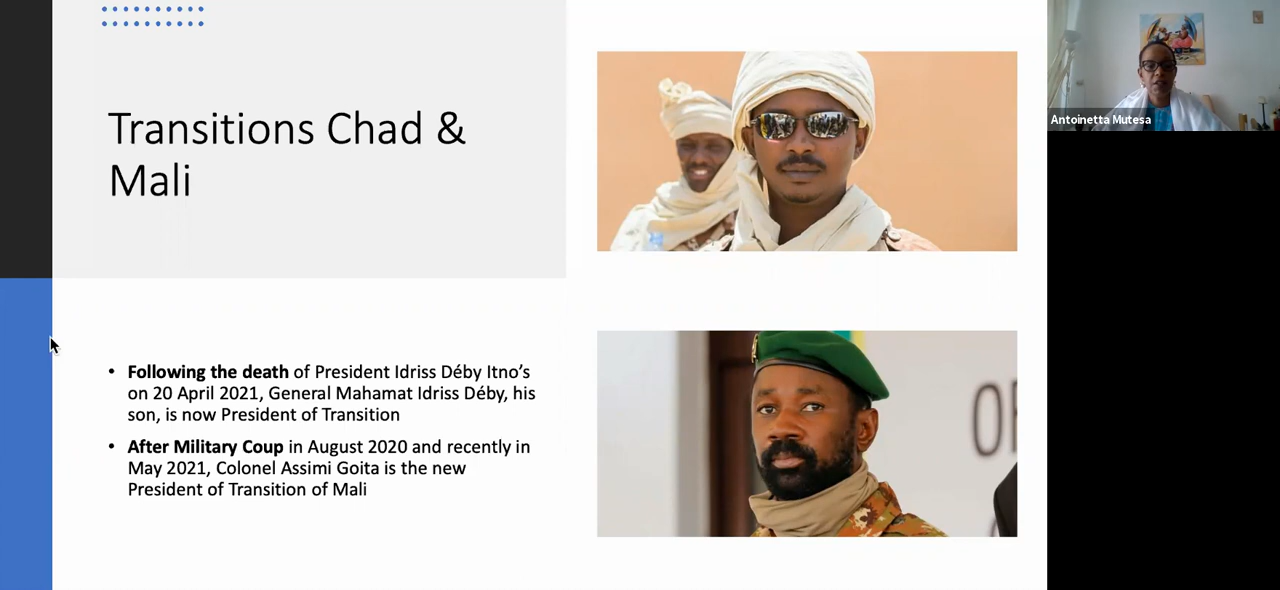 Transitions Chad &
Mali
• Following the death of President Idriss Déby Itno’s
on 20 April 2021, General Mahamat Idriss Déby, his
son, is now President of Transition
• After Military Coup in August 2020 and recently in
May 2021, Colonel Assimi Goita is the new
President of Transition of Mali
Antoinetta Mutesa